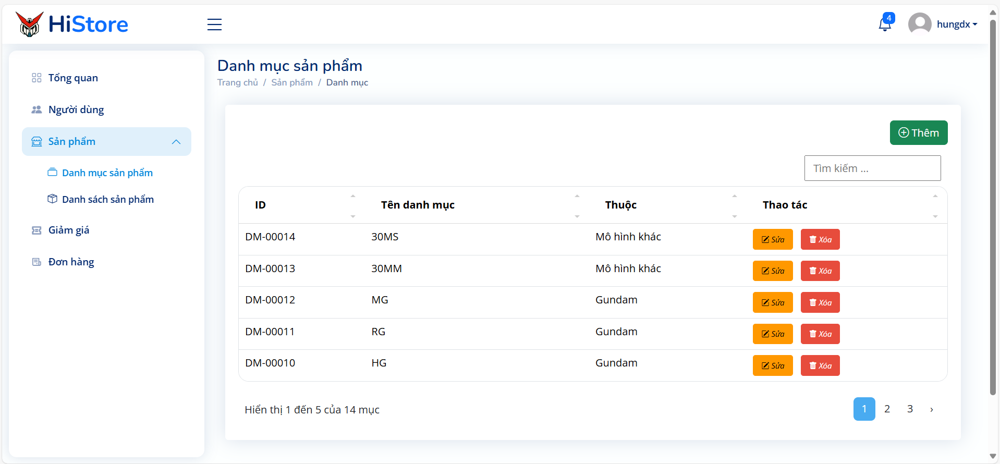 HiStore
4
hungdx
Tổng quan
Người dùng
Sản phẩm
Danh mục sản phẩm
Danh sách sản phẩm
Giảm giá
Đơn hàng
Danh mục sản phẩm
Trang chủ / Sản phẩm / Danh mục
Thêm
Tìm kiếm ...
ID Tên danh mục Thuộc Thao tác
DM-00014 30MS Mô hình khác Sửa Xóa
DM-00013 30MM Mô hình khác Sửa Xóa
DM-00012 MG Gundam Sửa Xóa
DM-00011 RG Gundam Sửa Xóa
DM-00010 HG Gundam Sửa Xóa
Hiển thị 1 đến 5 của 14 mục
1 2 3 ›